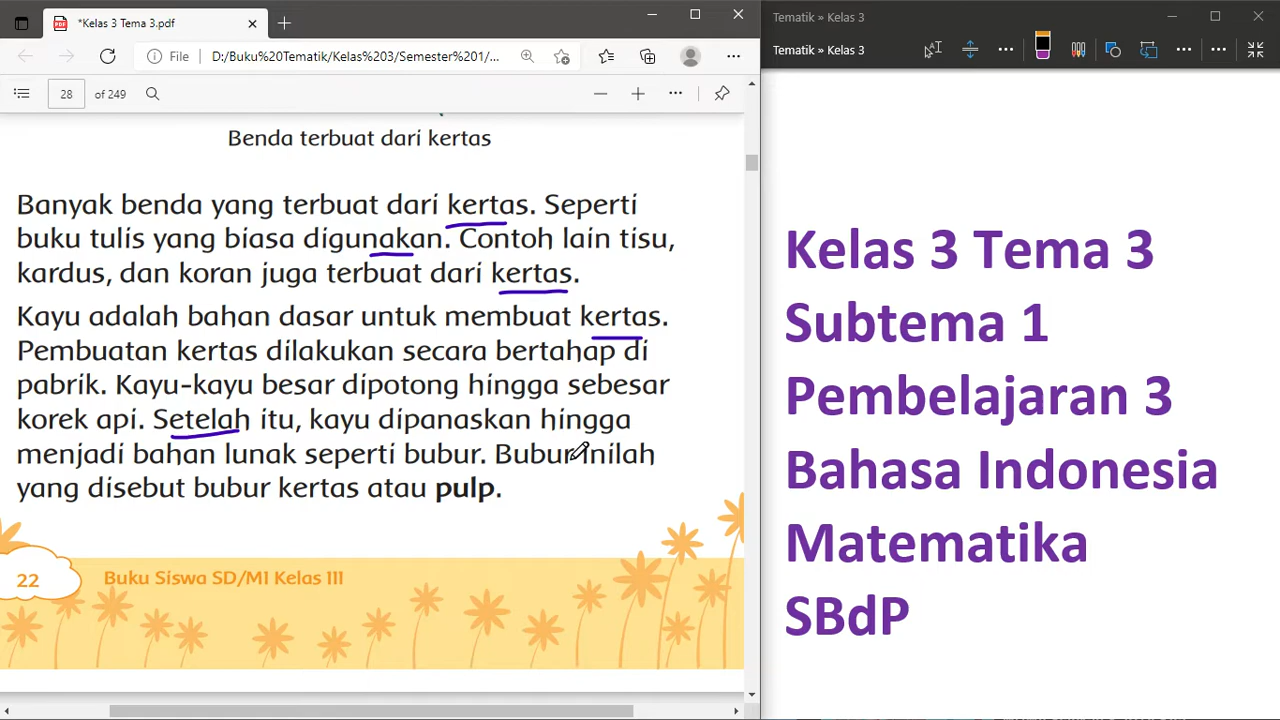 *Kelas 3 Tema 3.pdf
File
D:/Buku%20Tematik/Kelas%203/Semester%201/...
28
of 249
Benda terbuat dari kertas
Banyak benda yang terbuat dari kertas. Seperti
buku tulis yang biasa digunakan. Contoh lain tisu,
kardus, dan koran juga terbuat dari kertas.
Kayu adalah bahan dasar untuk membuat kertas.
Pembuatan kertas dilakukan secara bertahap di
pabrik. Kayu-kayu besar dipotong hingga sebesar
korek api. Setelah itu, kayu dipanaskan hingga
menjadi bahan lunak seperti bubur. Bubur inilah
yang disebut bubur kertas atau pulp.
22
Buku Siswa SD/MI Kelas III
Tematik » Kelas 3
Tematik » Kelas 3
Kelas 3 Tema 3
Subtema 1
Pembelajaran 3
Bahasa Indonesia
Matematika
SBdP